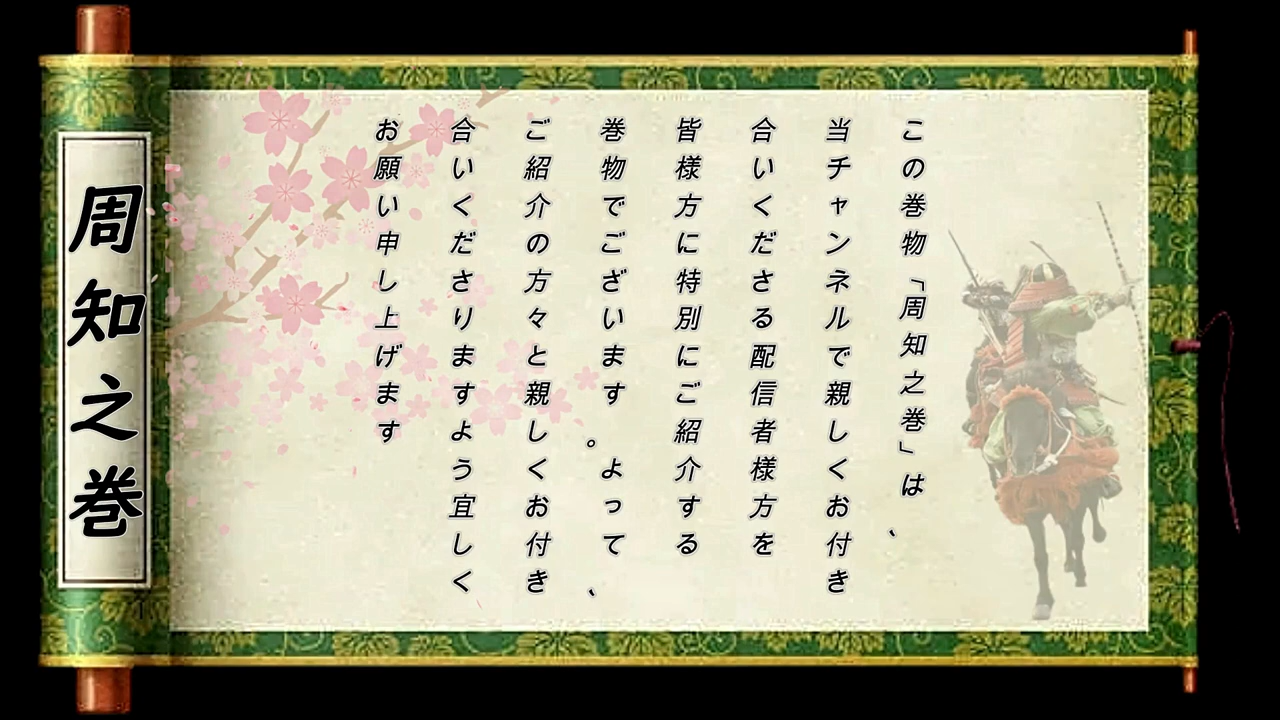 この巻物「周知之巻」は、
当チャンネルで親しくお付き
合いくださる配信者様方を
皆様方に特別にご紹介する
巻物でございます。よって、
ご紹介の方々と親しくお付き
合いくださりますよう宜しく
お願い申し上げます
周知之巻